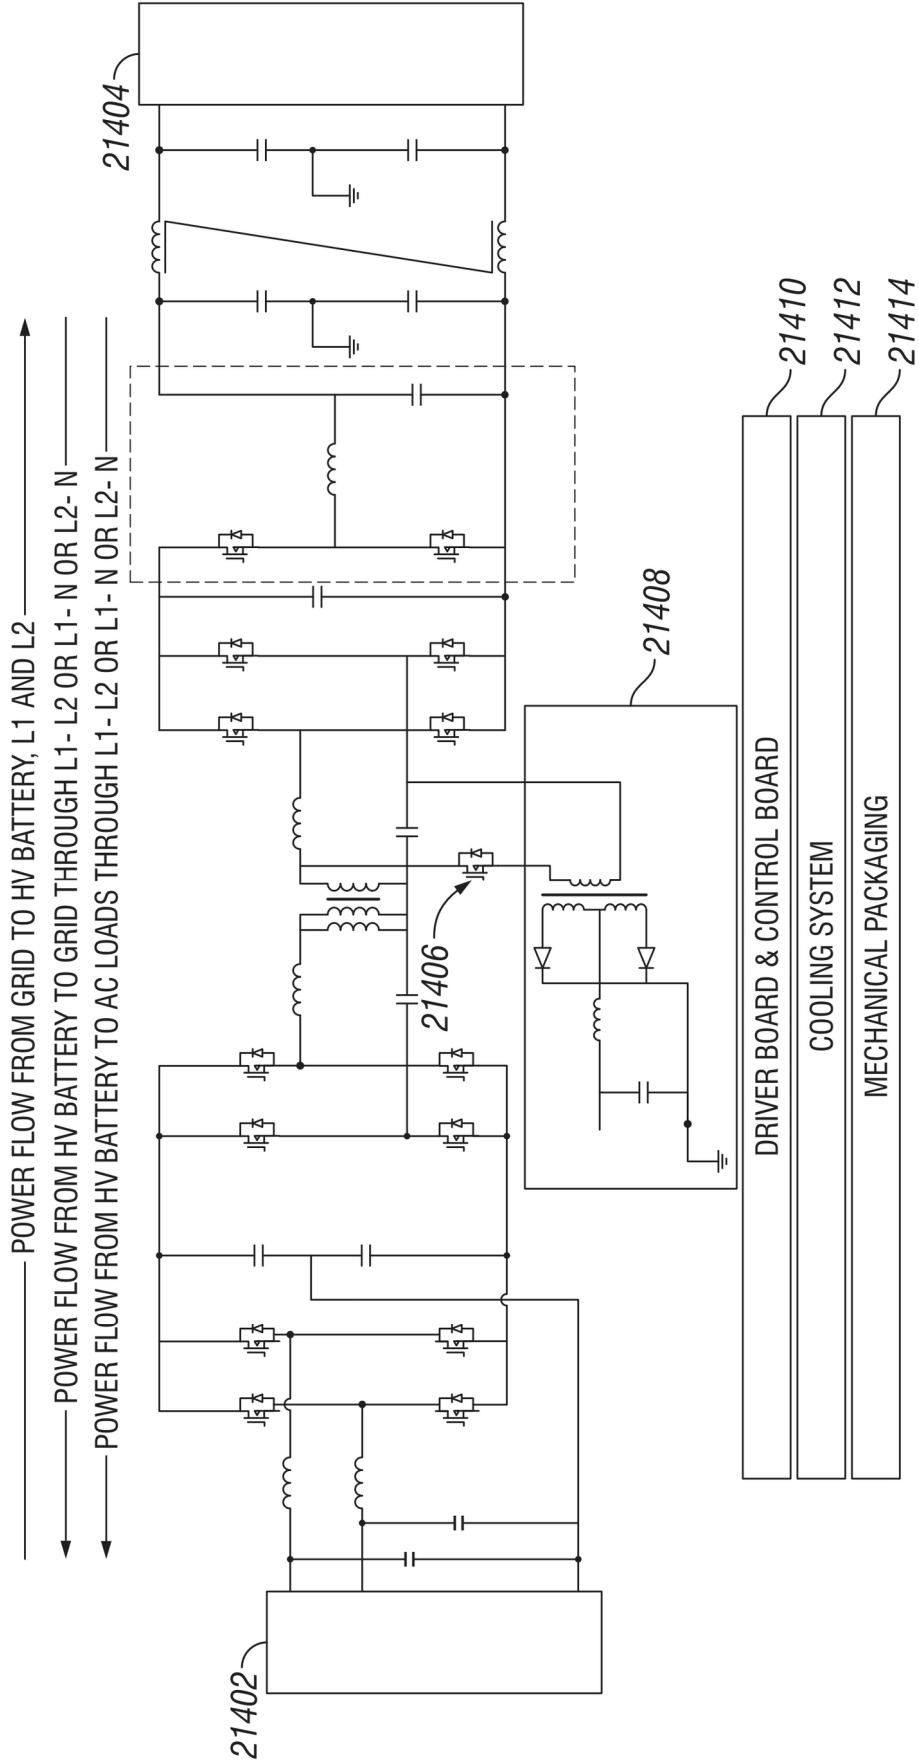 POWER FLOW FROM GRID TO HV BATTERY, L1 AND L2
POWER FLOW FROM HV BATTERY TO GRID THROUGH L1- L2 OR L1- N OR L2- N
POWER FLOW FROM HV BATTERY TO AC LOADS THROUGH L1- L2 OR L1- N OR L2- N
21402
21404
21406
21408
DRIVER BOARD & CONTROL BOARD
21410
COOLING SYSTEM
21412
MECHANICAL PACKAGING
21414